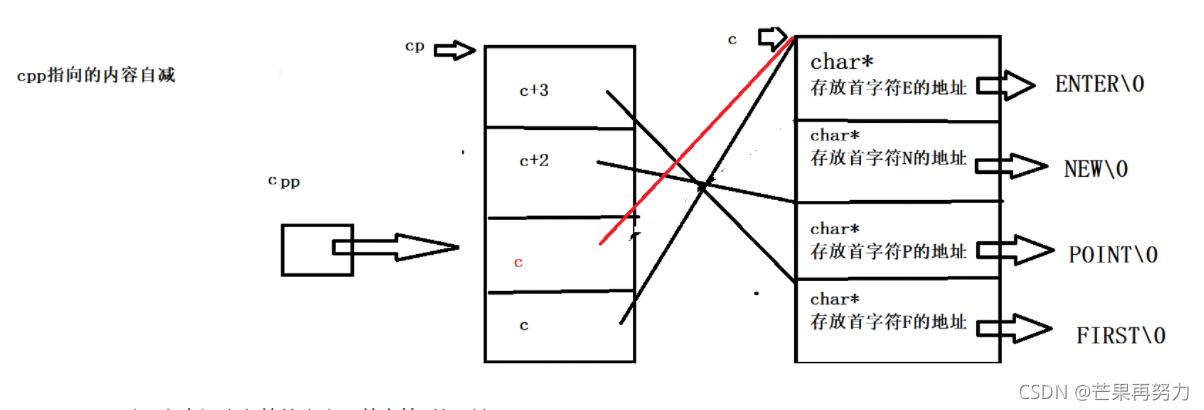 cpp指向的内容自减
cp
c+3
c+2
c
c
cpp
c
char*
存放首字符E的地址
ENTER\0
char*
存放首字符N的地址
NEW\0
char*
存放首字符P的地址
POINT\0
char*
存放首字符F的地址
FIRST\0
CSDN @芒果再努力